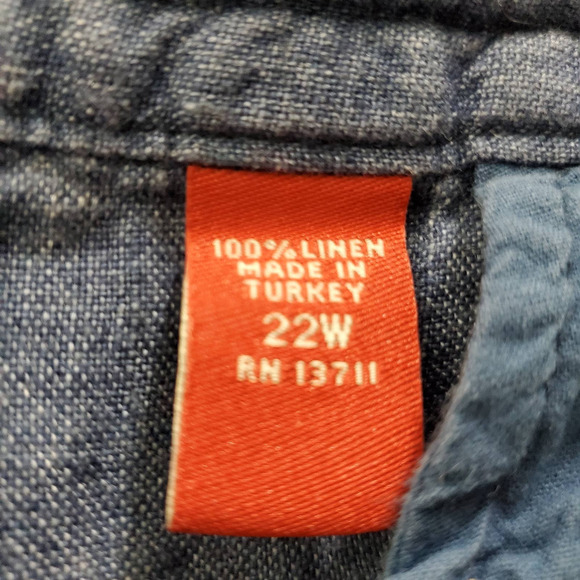 100% LINEN
MADE IN
TURKEY
22W
RN 13711